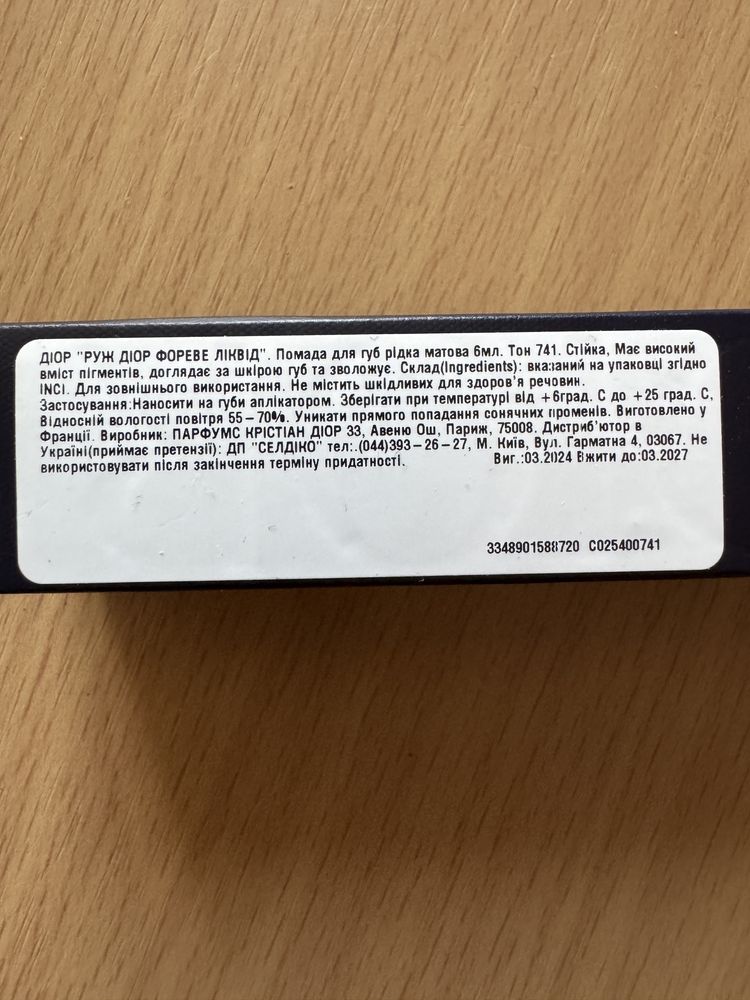 ДІОР "РУЖ ДІОР ФОРЕВЕ ЛІКВІД". Помада для губ рідка матова 6мл. Тон 741. Стійка, Має високий
вміст пігментів, доглядає за шкірою губ та зволожує. Склад(Ingredients): вказаний на упаковці згідно
INCI. Для зовнішнього використання. Не містить шкідливих для здоров'я речовин.
Застосування:Наносити на губи аплікатором. Зберігати при температурі від +6град. С до +25 град. С,
Відносній вологості повітря 55-70%. Уникати прямого попадання сонячних променів. Виготовлено у
Франції. Виробник: ПАРФУМС КРІСТІАН ДІОР 33, Авеню Ош, Париж, 75008. Дистриб'ютор в
Україні(приймає претензії): ДП "СЕЛДІКО" тел:.(044)393-26-27, М. Київ, Вул. Гарматна 4, 03067. Не
використовувати після закінчення терміну придатності. Виг.:03.2024 Вжити до:03.2027
3348901588720 C025400741